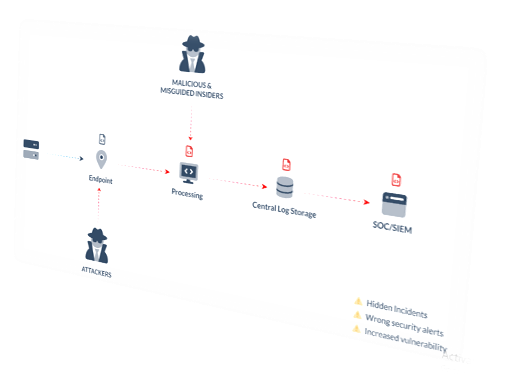 MALICIOUS &
MISGUIDED INSIDERS
Endpoint
Processing
Central Log Storage
SOC/SIEM
ATTACKERS
Hidden Incidents
Wrong security alerts
Increased vulnerability